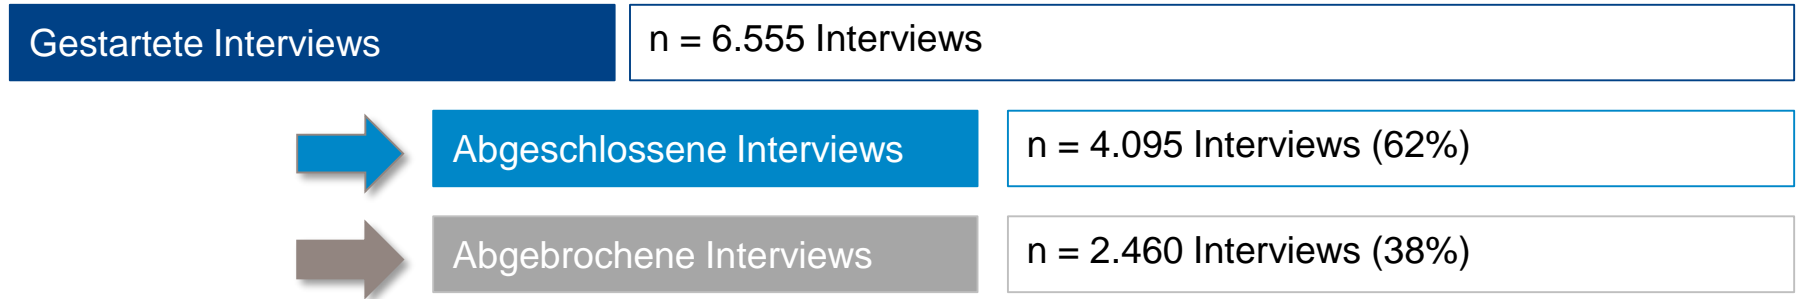 Gestartete Interviews
n = 6.555 Interviews
Abgeschlossene Interviews
n = 4.095 Interviews (62%)
Abgebrochene Interviews
n = 2.460 Interviews (38%)